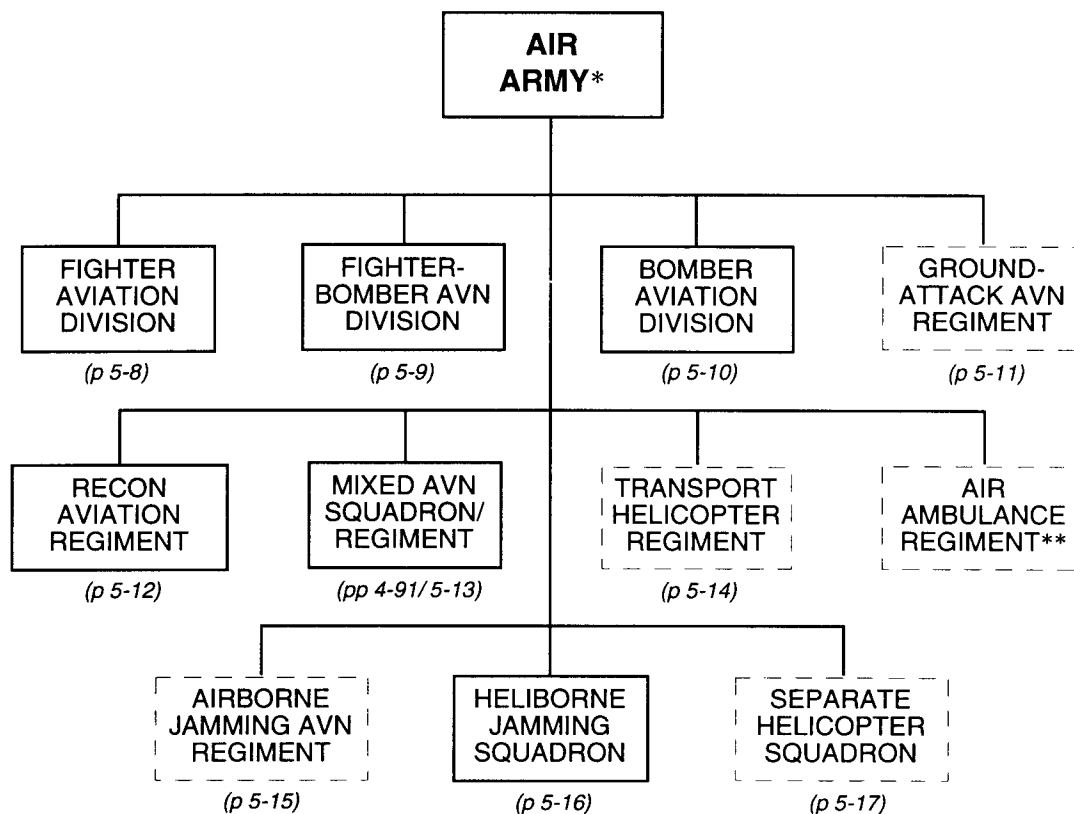 AIR
ARMY*
FIGHTER
AVIATION
DIVISION
(p 5-8)
FIGHTER-
BOMBER AVN
DIVISION
(p 5-9)
BOMBER
AVIATION
DIVISION
(p 5-10)
GROUND-
ATTACK AVN
REGIMENT
(p 5-11)
RECON
AVIATION
REGIMENT
(p 5-12)
MIXED AVN
SQUADRON/
REGIMENT
(pp 4-91/ 5-13)
TRANSPORT
HELICOPTER
REGIMENT
(p 5-14)
AIR
AMBULANCE
REGIMENT**
AIRBORNE
JAMMING AVN
REGIMENT
(p 5-15)
HELIBORNE
JAMMING
SQUADRON
(p 5-16)
SEPARATE
HELICOPTER
SQUADRON
(p 5-17)